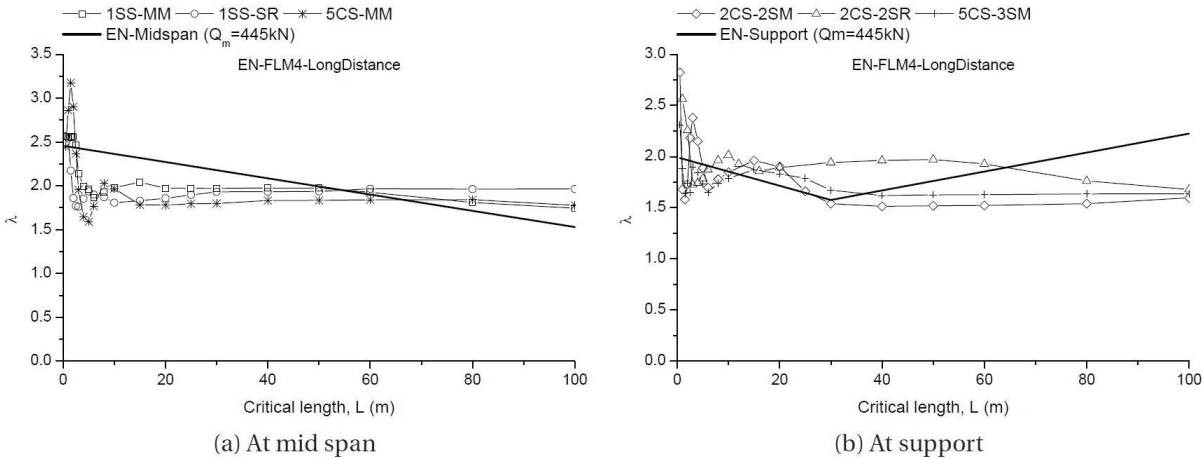 1SS-MM 1SS-SR 5CS-MM
EN-Midspan (Qm=445kN)
EN-FLM4-LongDistance
3.5
3.0
2.5
2.0
1.5
1.0
0.5
0.0
λ
0 20 40 60 80 100
Critical length, L (m)
(a) At mid span
2CS-2SM 2CS-2SR 5CS-3SM
EN-Support (Qm=445kN)
EN-FLM4-LongDistance
3.0
2.5
2.0
1.5
1.0
0.5
0.0
λ
0 20 40 60 80 100
Critical length, L (m)
(b) At support